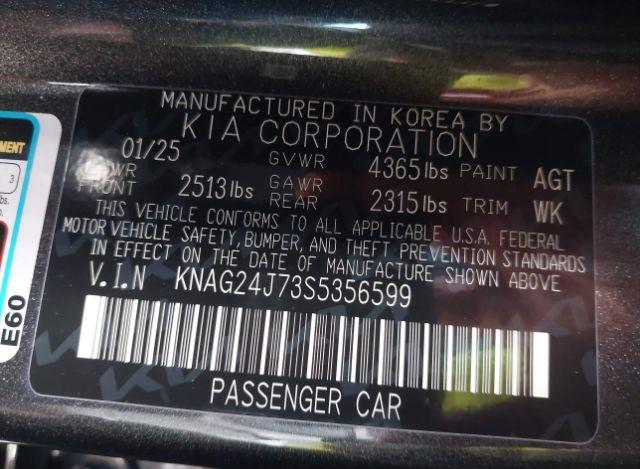 MANUFACTURED IN KOREA BY
KIA CORPORATION
01/25 GVWR 4365 lbs PAINT AGT
FRONT 2513 lbs GAWR REAR 2315 lbs TRIM WK
THIS VEHICLE CONFORMS TO ALL APPLICABLE U.S.A. FEDERAL
MOTOR VEHICLE SAFETY, BUMPER, AND THEFT PREVENTION STANDARDS
IN EFFECT ON THE DATE OF MANUFACTURE SHOWN ABOVE
V.I.N KNAG24J73S5356599
PASSENGER CAR
E60
MENT
3